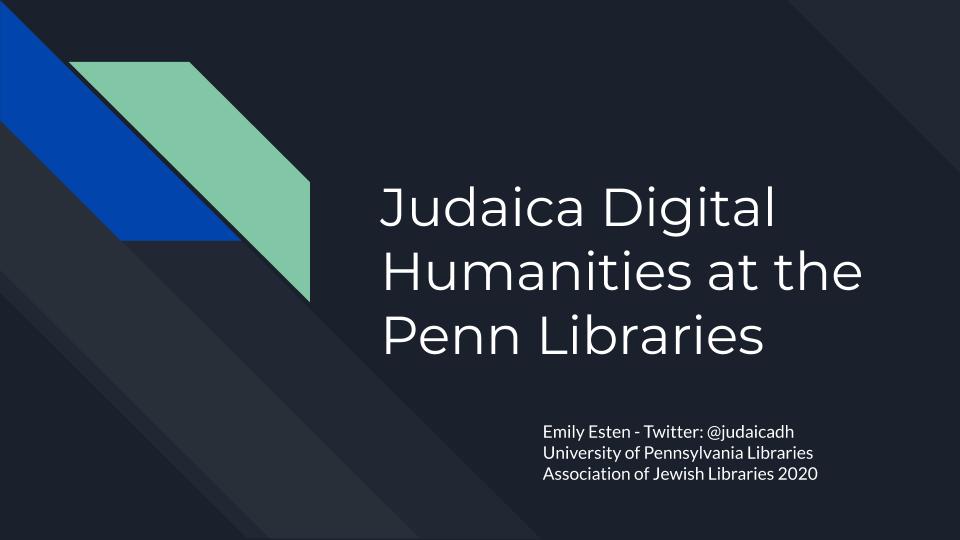 Judaica Digital
Humanities at the
Penn Libraries
Emily Esten - Twitter: @judaicadh
University of Pennsylvania Libraries
Association of Jewish Libraries 2020